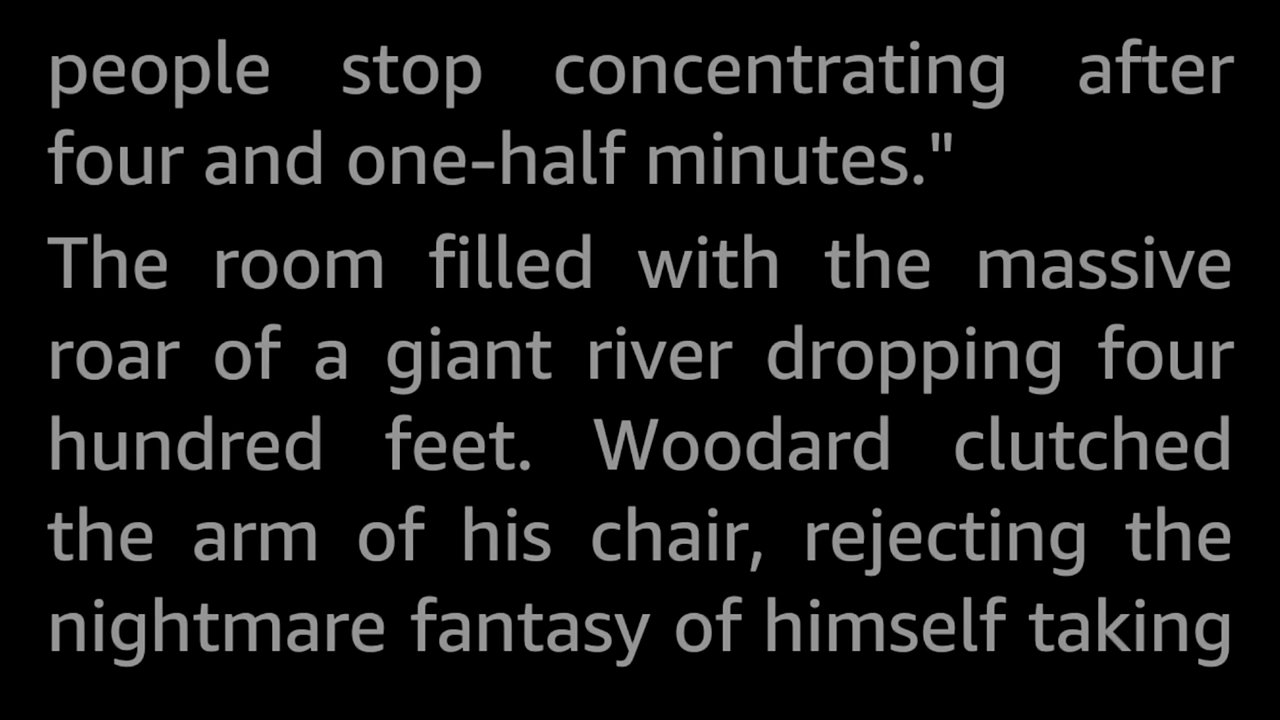 people stop concentrating after
four and one-half minutes."
The room filled with the massive
roar of a giant river dropping four
hundred feet. Woodard clutched
the arm of his chair, rejecting the
nightmare fantasy of himself taking